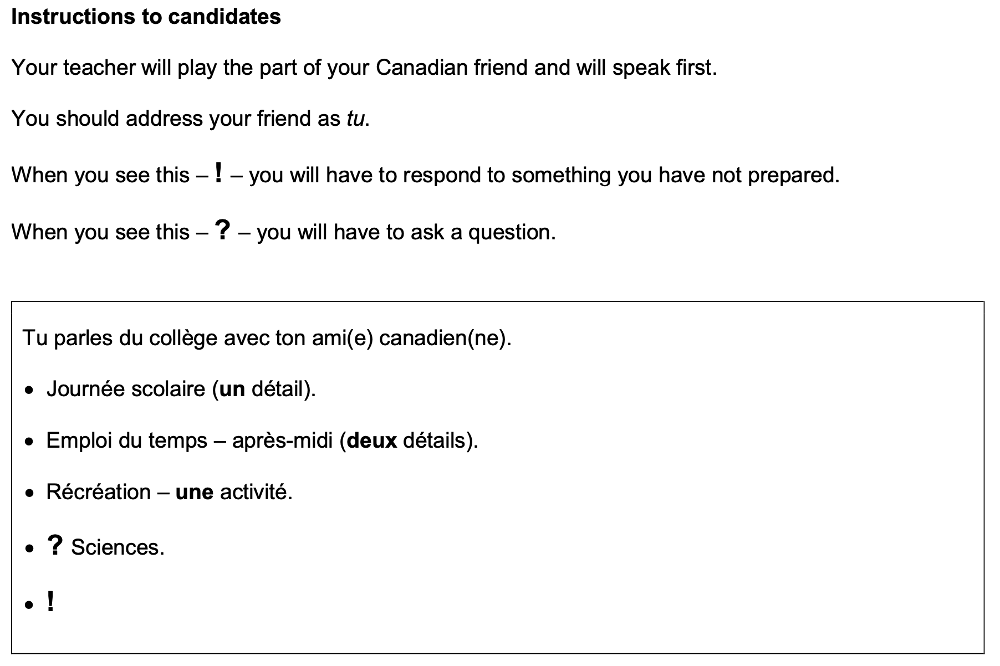 Instructions to candidates
Your teacher will play the part of your Canadian friend and will speak first.
You should address your friend as tu.
When you see this – ! – you will have to respond to something you have not prepared.
When you see this – ? – you will have to ask a question.
Tu parles du collège avec ton ami(e) canadien(ne).
• Journée scolaire (un détail).
• Emploi du temps – après-midi (deux détails).
• Récréation – une activité.
• ? Sciences.
• !